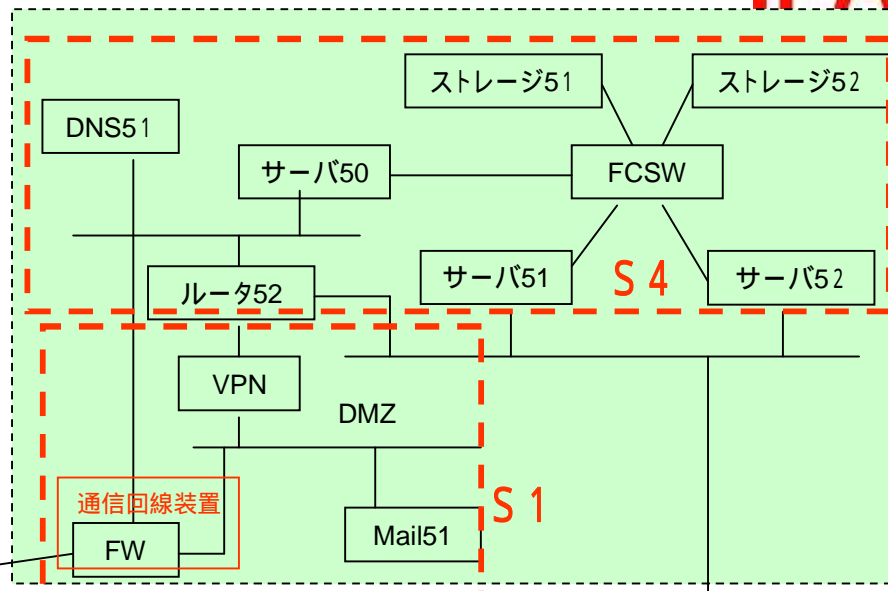 ストレージ51
ストレージ52
DNS51
サーバ50
FCSW
サーバ51
S4
サーバ52
ルータ52
VPN
DMZ
S1
通信回線装置
FW
Mail51